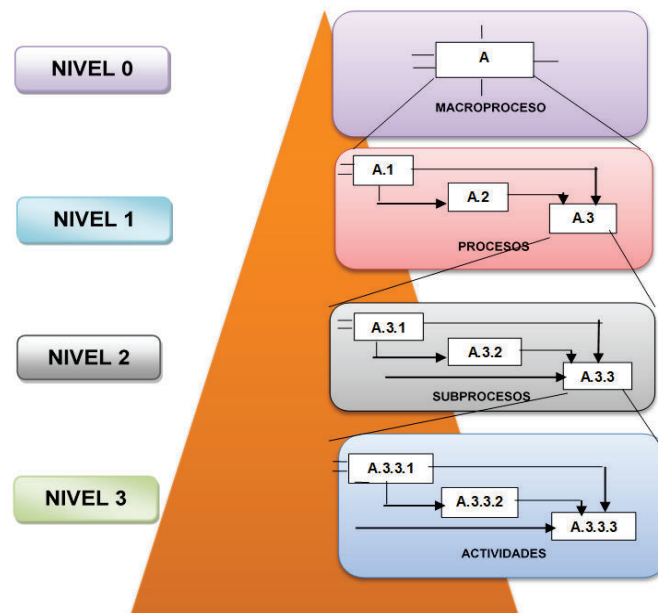 NIVEL 0
A
MACROPROCESO
NIVEL 1
A.1
A.2
A.3
PROCESOS
NIVEL 2
A.3.1
A.3.2
A.3.3
SUBPROCESOS
NIVEL 3
A.3.3.1
A.3.3.2
A.3.3.3
ACTIVIDADES